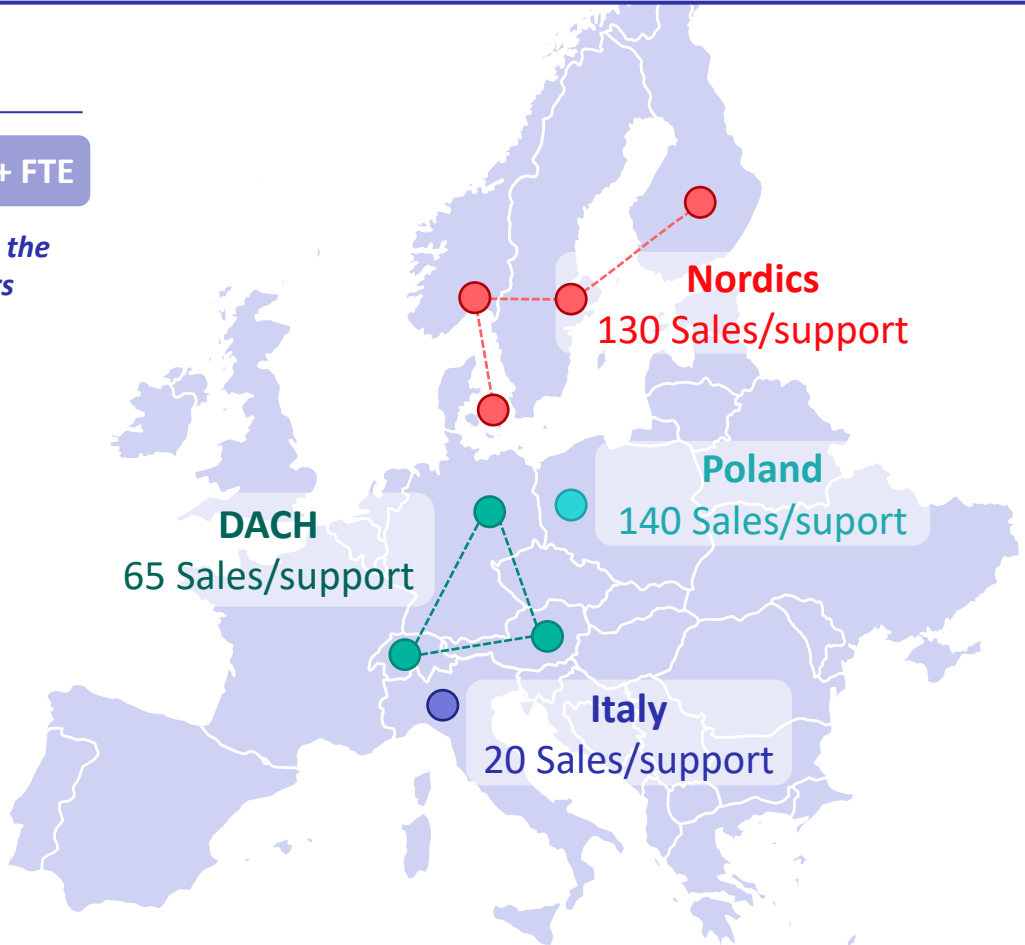 + FTE
the
rs
Nordics
130 Sales/support
Poland
140 Sales/suport
DACH
65 Sales/support
Italy
20 Sales/support